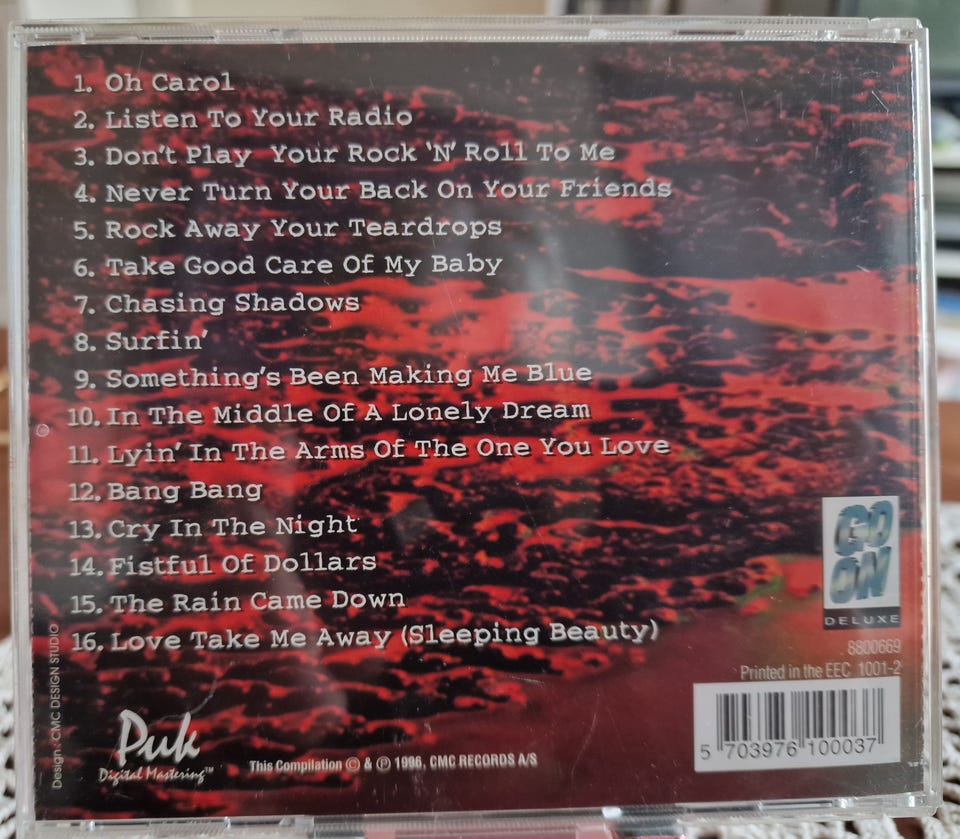 1. Oh Carol
2. Listen To Your Radio
3. Don't Play Your Rock 'N' Roll To Me
4. Never Turn Your Back On Your Friends
5. Rock Away Your Teardrops
6. Take Good Care Of My Baby
7. Chasing Shadows
8. Surfin'
9. Something's Been Making Me Blue
10. In The Middle Of A Lonely Dream
11. Lyin' In The Arms Of The One You Love
12. Bang Bang
13. Cry In The Night
14. Fistful Of Dollars
15. The Rain Came Down
16. Love Take Me Away (Sleeping Beauty)
GO
ON
DELUXE
8800669
Printed in the EEC 1001-2
5 703976 100037
Design: CMC DESIGN STUDIO
Puk
Digital Mastering™
This Compilation © & ℗ 1996, CMC RECORDS A/S